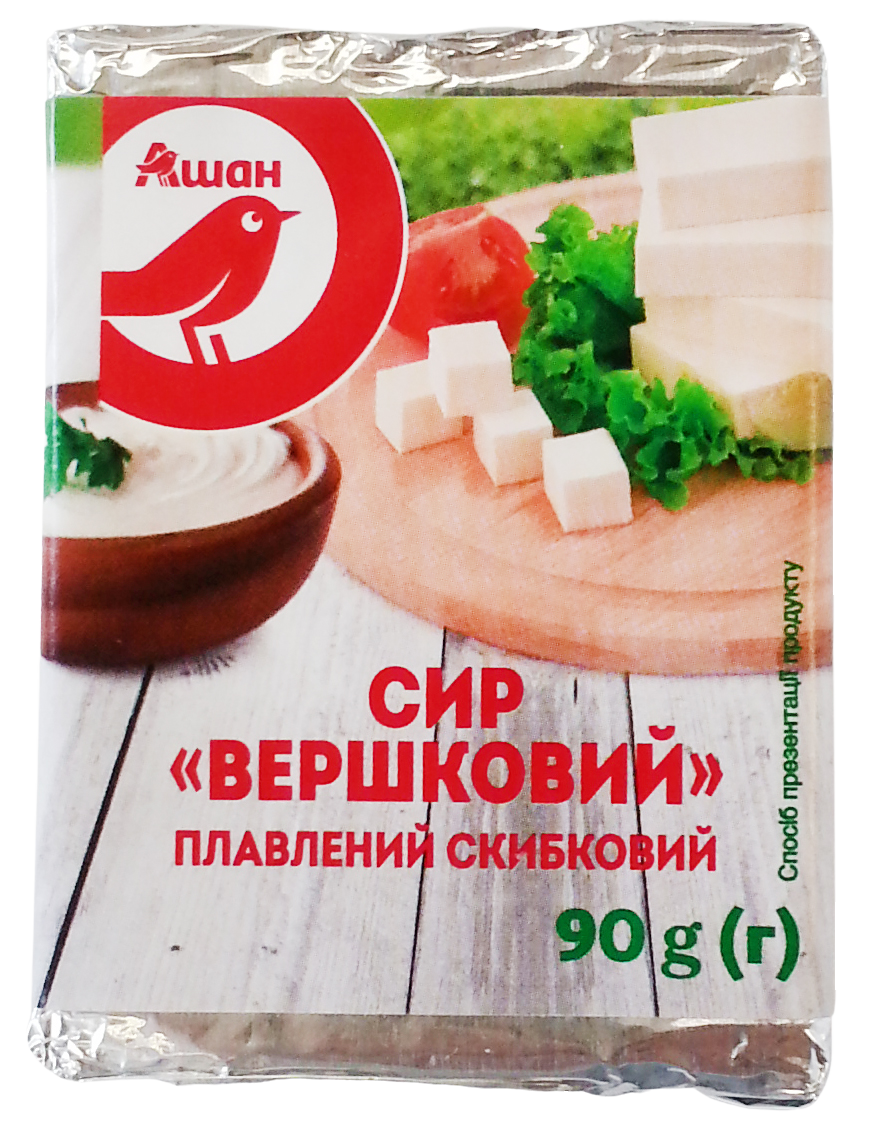 Ашан
СИР
«ВЕРШКОВИЙ»
ПЛАВЛЕНИЙ СКИБКОВИЙ
90 g (г)
Спосіб презентації продукту